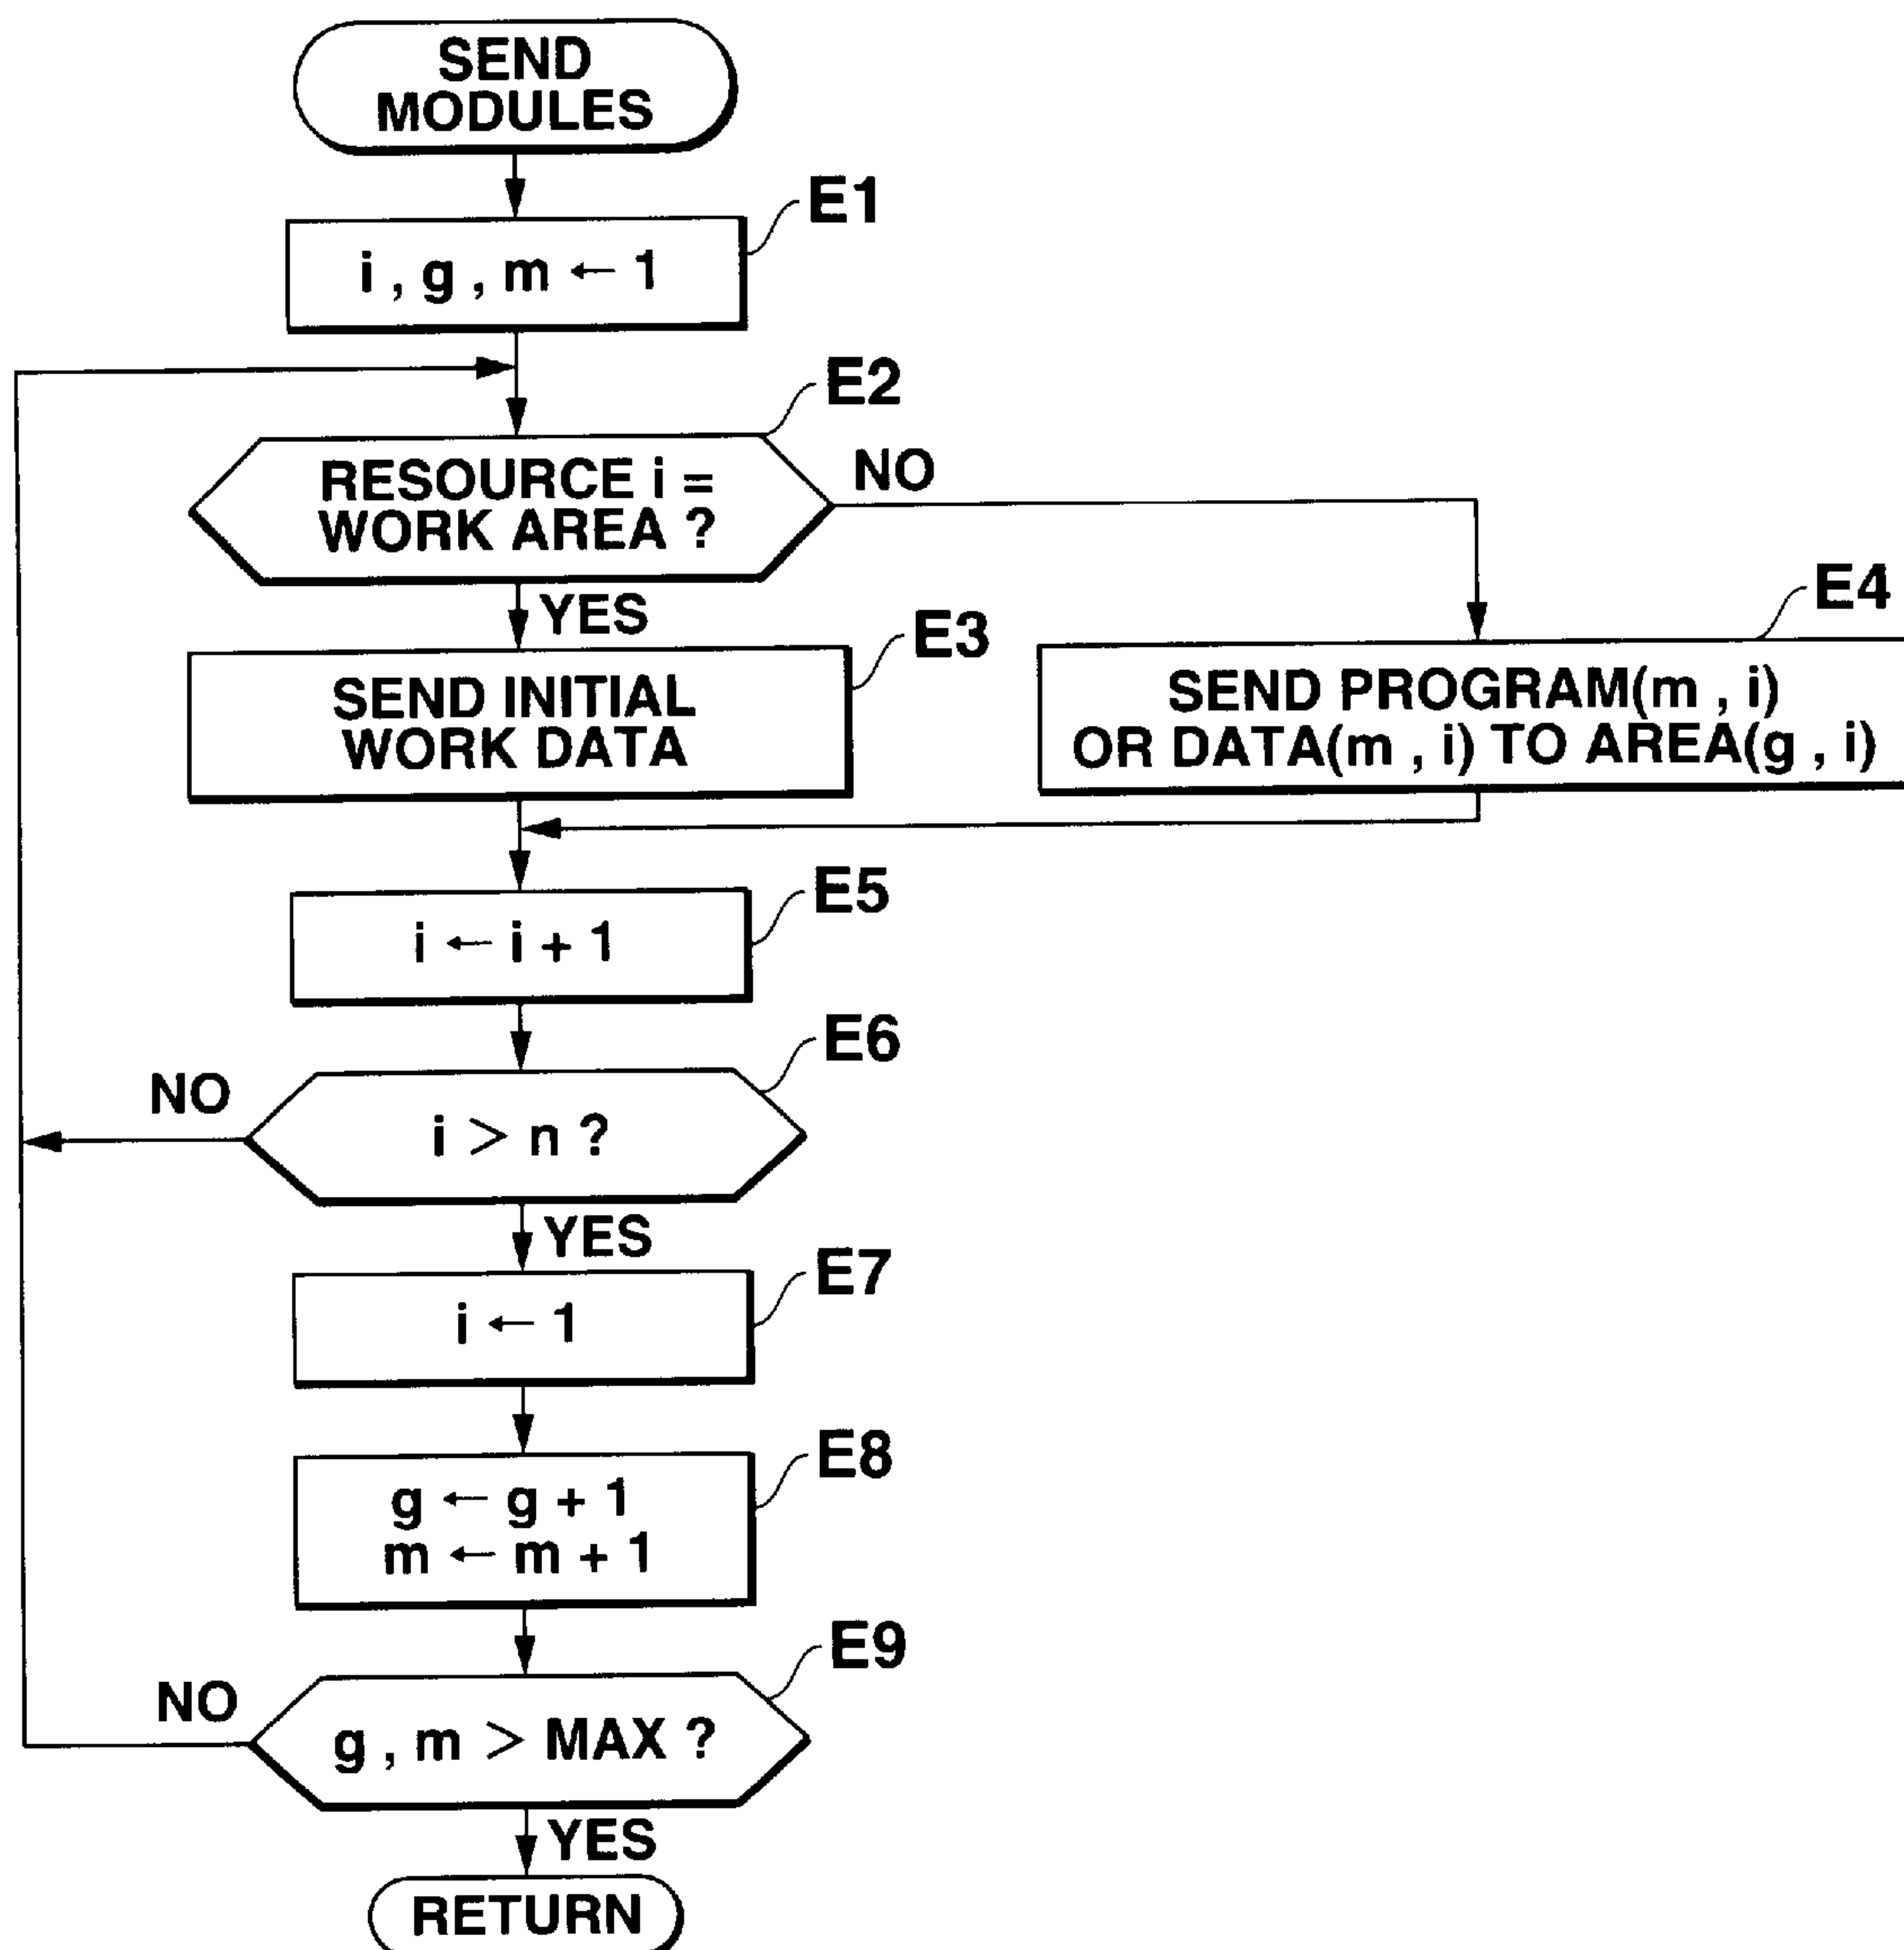 SEND
MODULES
E1
i , g , m ← 1
E2
RESOURCE i =
WORK AREA ?
NO
YES
E3
SEND INITIAL
WORK DATA
E4
SEND PROGRAM(m , i)
OR DATA(m , i) TO AREA(g , i)
E5
i ← i + 1
E6
NO
i > n ?
YES
E7
i ← 1
E8
g ← g + 1
m ← m + 1
E9
NO
g , m > MAX ?
YES
RETURN